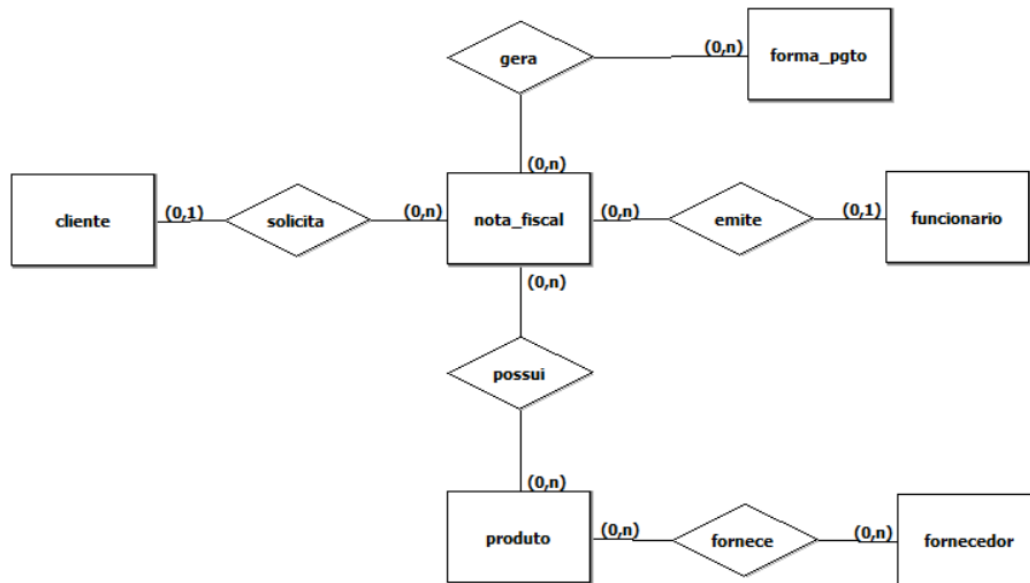 gera
(0,n)
forma_pgto
(0,n)
cliente
(0,1)
solicita
(0,n)
nota_fiscal
(0,n)
emite
(0,1)
funcionario
(0,n)
possui
(0,n)
produto
(0,n)
fornece
(0,n)
fornecedor